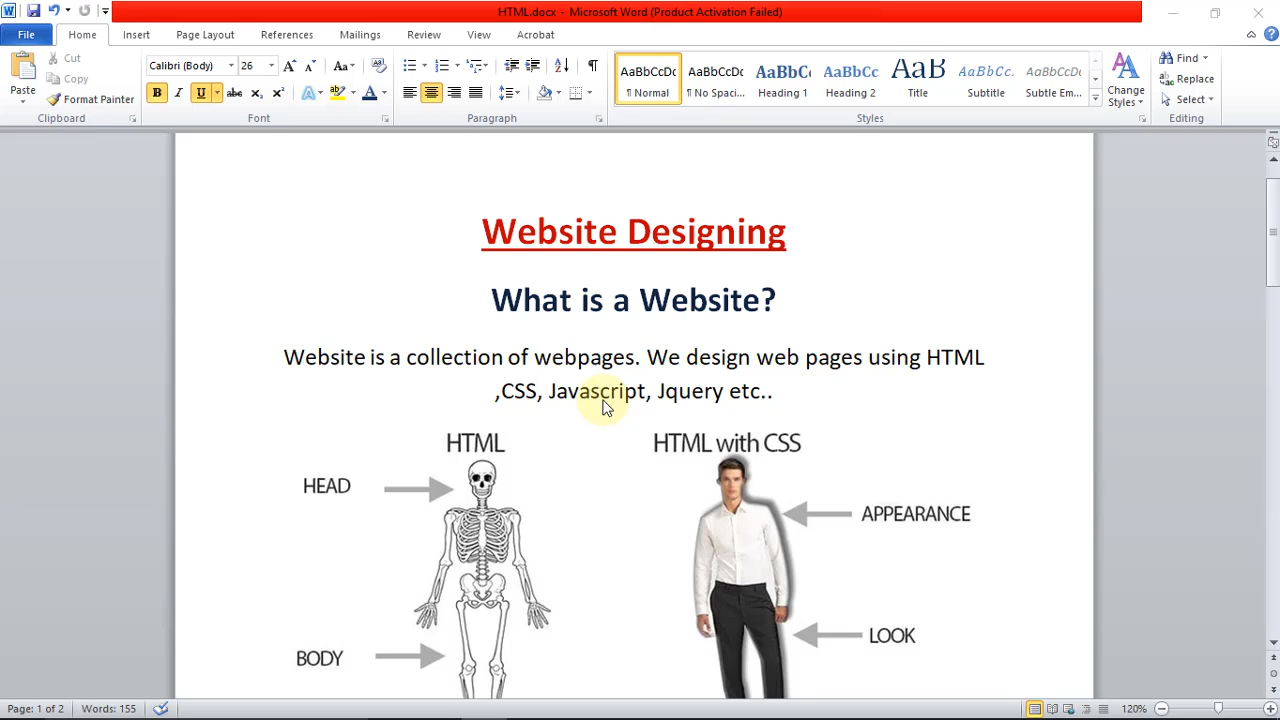 HTML.docx - Microsoft Word (Product Activation Failed)
File Home Insert Page Layout References Mailings Review View Acrobat
Paste
Cut
Copy
Format Painter
Clipboard
Calibri (Body) 26
Font
Paragraph
AaBbCcDc AaBbCcDc AaBbCc AaBbCc AaB AaBbCc. AaBbCcDc
¶ Normal ¶ No Spaci... Heading 1 Heading 2 Title Subtitle Subtle Em...
Styles
Change
Styles
Find
Replace
Select
Editing
Website Designing
What is a Website?
Website is a collection of webpages. We design web pages using HTML
,CSS, Javascript, Jquery etc..
HTML HTML with CSS
HEAD
APPEARANCE
LOOK
BODY
Page: 1 of 2 Words: 155 120%